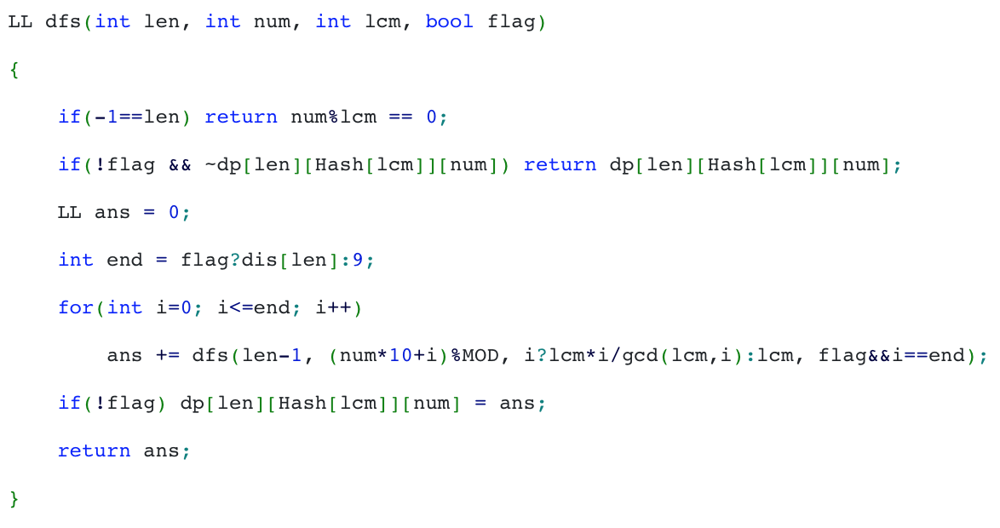 LL dfs(int len, int num, int lcm, bool flag)
{
    if(-1==len) return num%lcm == 0;
    if(!flag && ~dp[len][Hash[lcm]][num]) return dp[len][Hash[lcm]][num];
    LL ans = 0;
    int end = flag?dis[len]:9;
    for(int i=0; i<=end; i++)
        ans += dfs(len-1, (num*10+i)%MOD, i?lcm*i/gcd(lcm,i):lcm, flag&&i==end);
    if(!flag) dp[len][Hash[lcm]][num] = ans;
    return ans;
}